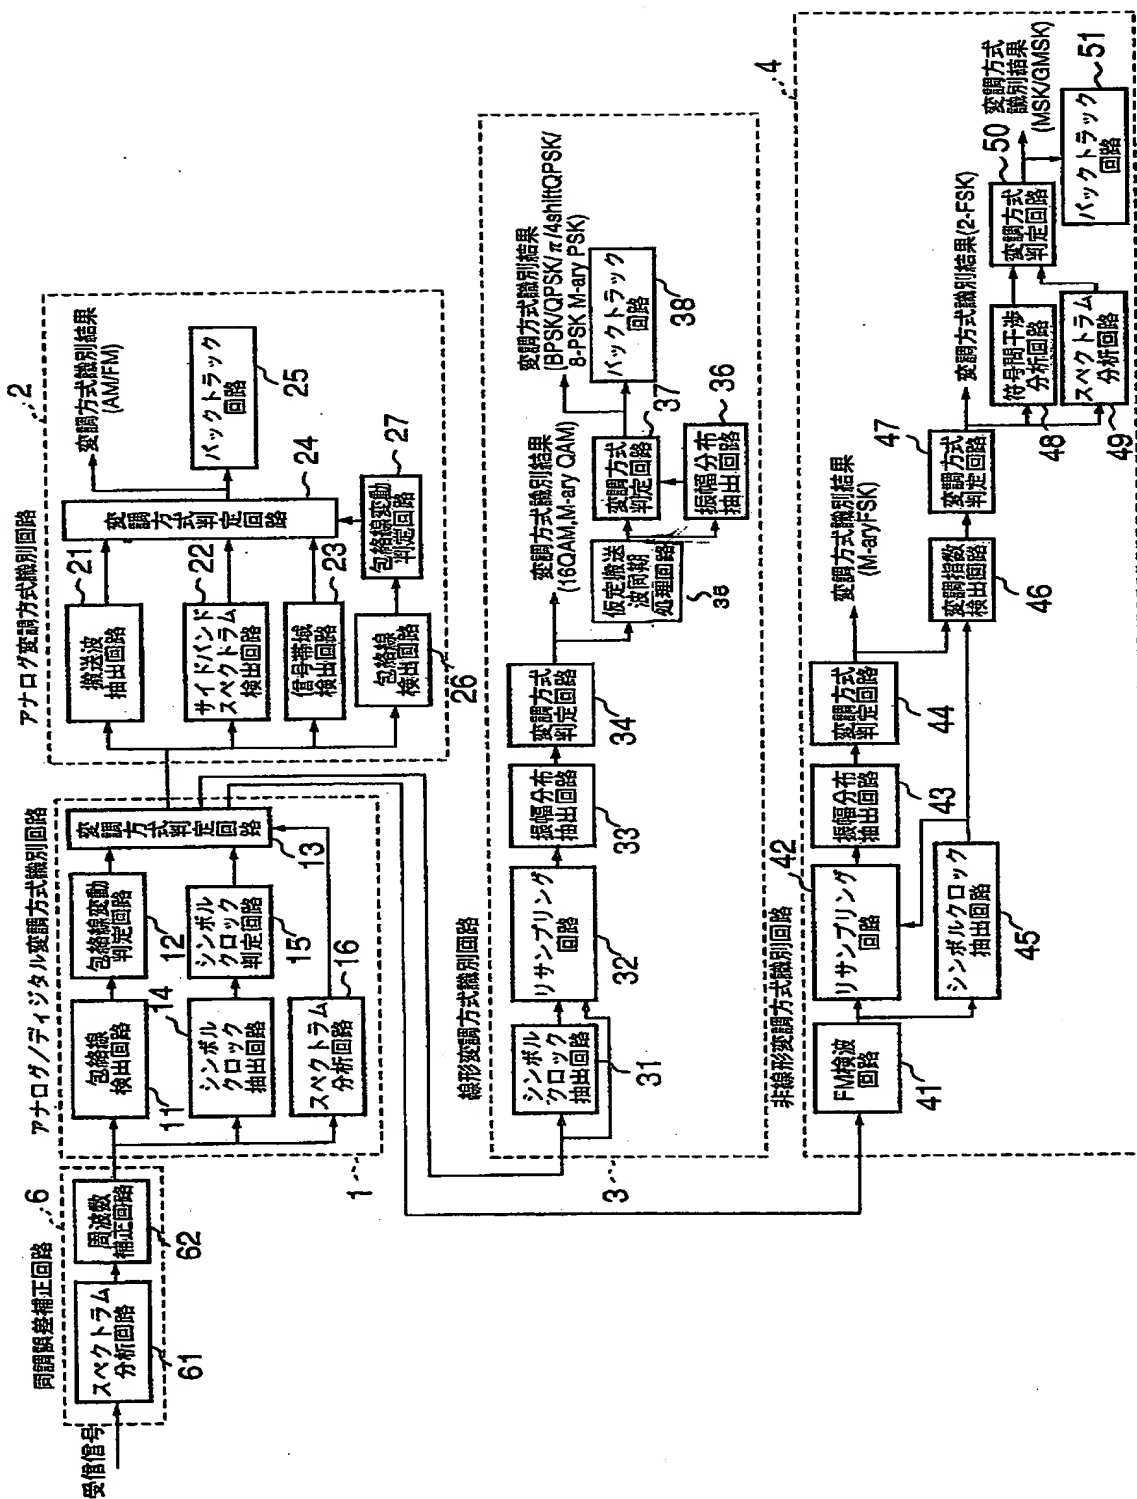 受信信号
同調誤差補正回路
6
スペクトラム
分析回路
61
周波数
補正回路
62
アナログ/ディジタル変調方式識別回路
1
包絡線
検出回路
11
包絡線変動
判定回路
12
変調方式判定回路
13
シンボル
クロック
抽出回路
14
シンボル
クロック
判定回路
15
スペクトラム
分析回路
16
アナログ変調方式識別回路
2
搬送波
抽出回路
21
サイドバンド
スペクトラム
検出回路
22
信号帯域
検出回路
23
変調方式判定回路
24
変調方式識別結果
(AM/FM)
バックトラック
回路
25
包絡線
検出回路
26
包絡線変動
判定回路
27
線形変調方式識別回路
3
シンボル
クロック
抽出回路
31
リサンプリング
回路
32
振幅分布
抽出回路
33
変調方式
判定回路
34
変調方式識別結果
(16QAM,M-ary QAM)
仮定搬送
波同期
処理回路
36
振幅分布
抽出回路
36
変調方式
判定回路
37
変調方式識別結果
(BPSK/QPSK/π/4shiftQPSK/
8-PSK M-ary PSK)
バックトラック
回路
38
非線形変調方式識別回路
4
FM検波
回路
41
リサンプリング
回路
42
振幅分布
抽出回路
43
変調方式
判定回路
44
変調方式識別結果
(M-aryFSK)
シンボルクロック
抽出回路
45
変調指数
検出回路
46
変調方式
判定回路
47
変調方式識別結果(2-FSK)
符号間干渉
分析回路
48
スペクトラム
分析回路
49
変調方式
判定回路
50
変調方式
識別結果
(MSK/GMSK)
バックトラック
回路
51